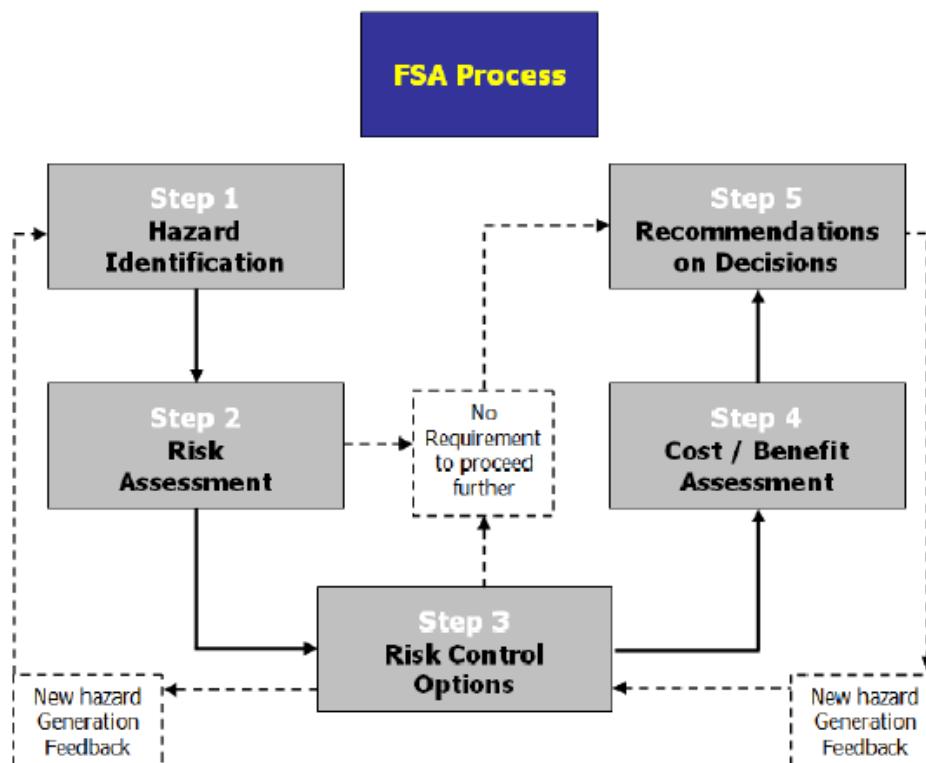 FSA Process
Step 1
Hazard
Identification
Step 2
Risk
Assessment
No
Requirement
to proceed
further
Step 3
Risk Control
Options
Step 4
Cost / Benefit
Assessment
Step 5
Recommendations
on Decisions
New hazard
Generation
Feedback
New hazard
Generation
Feedback